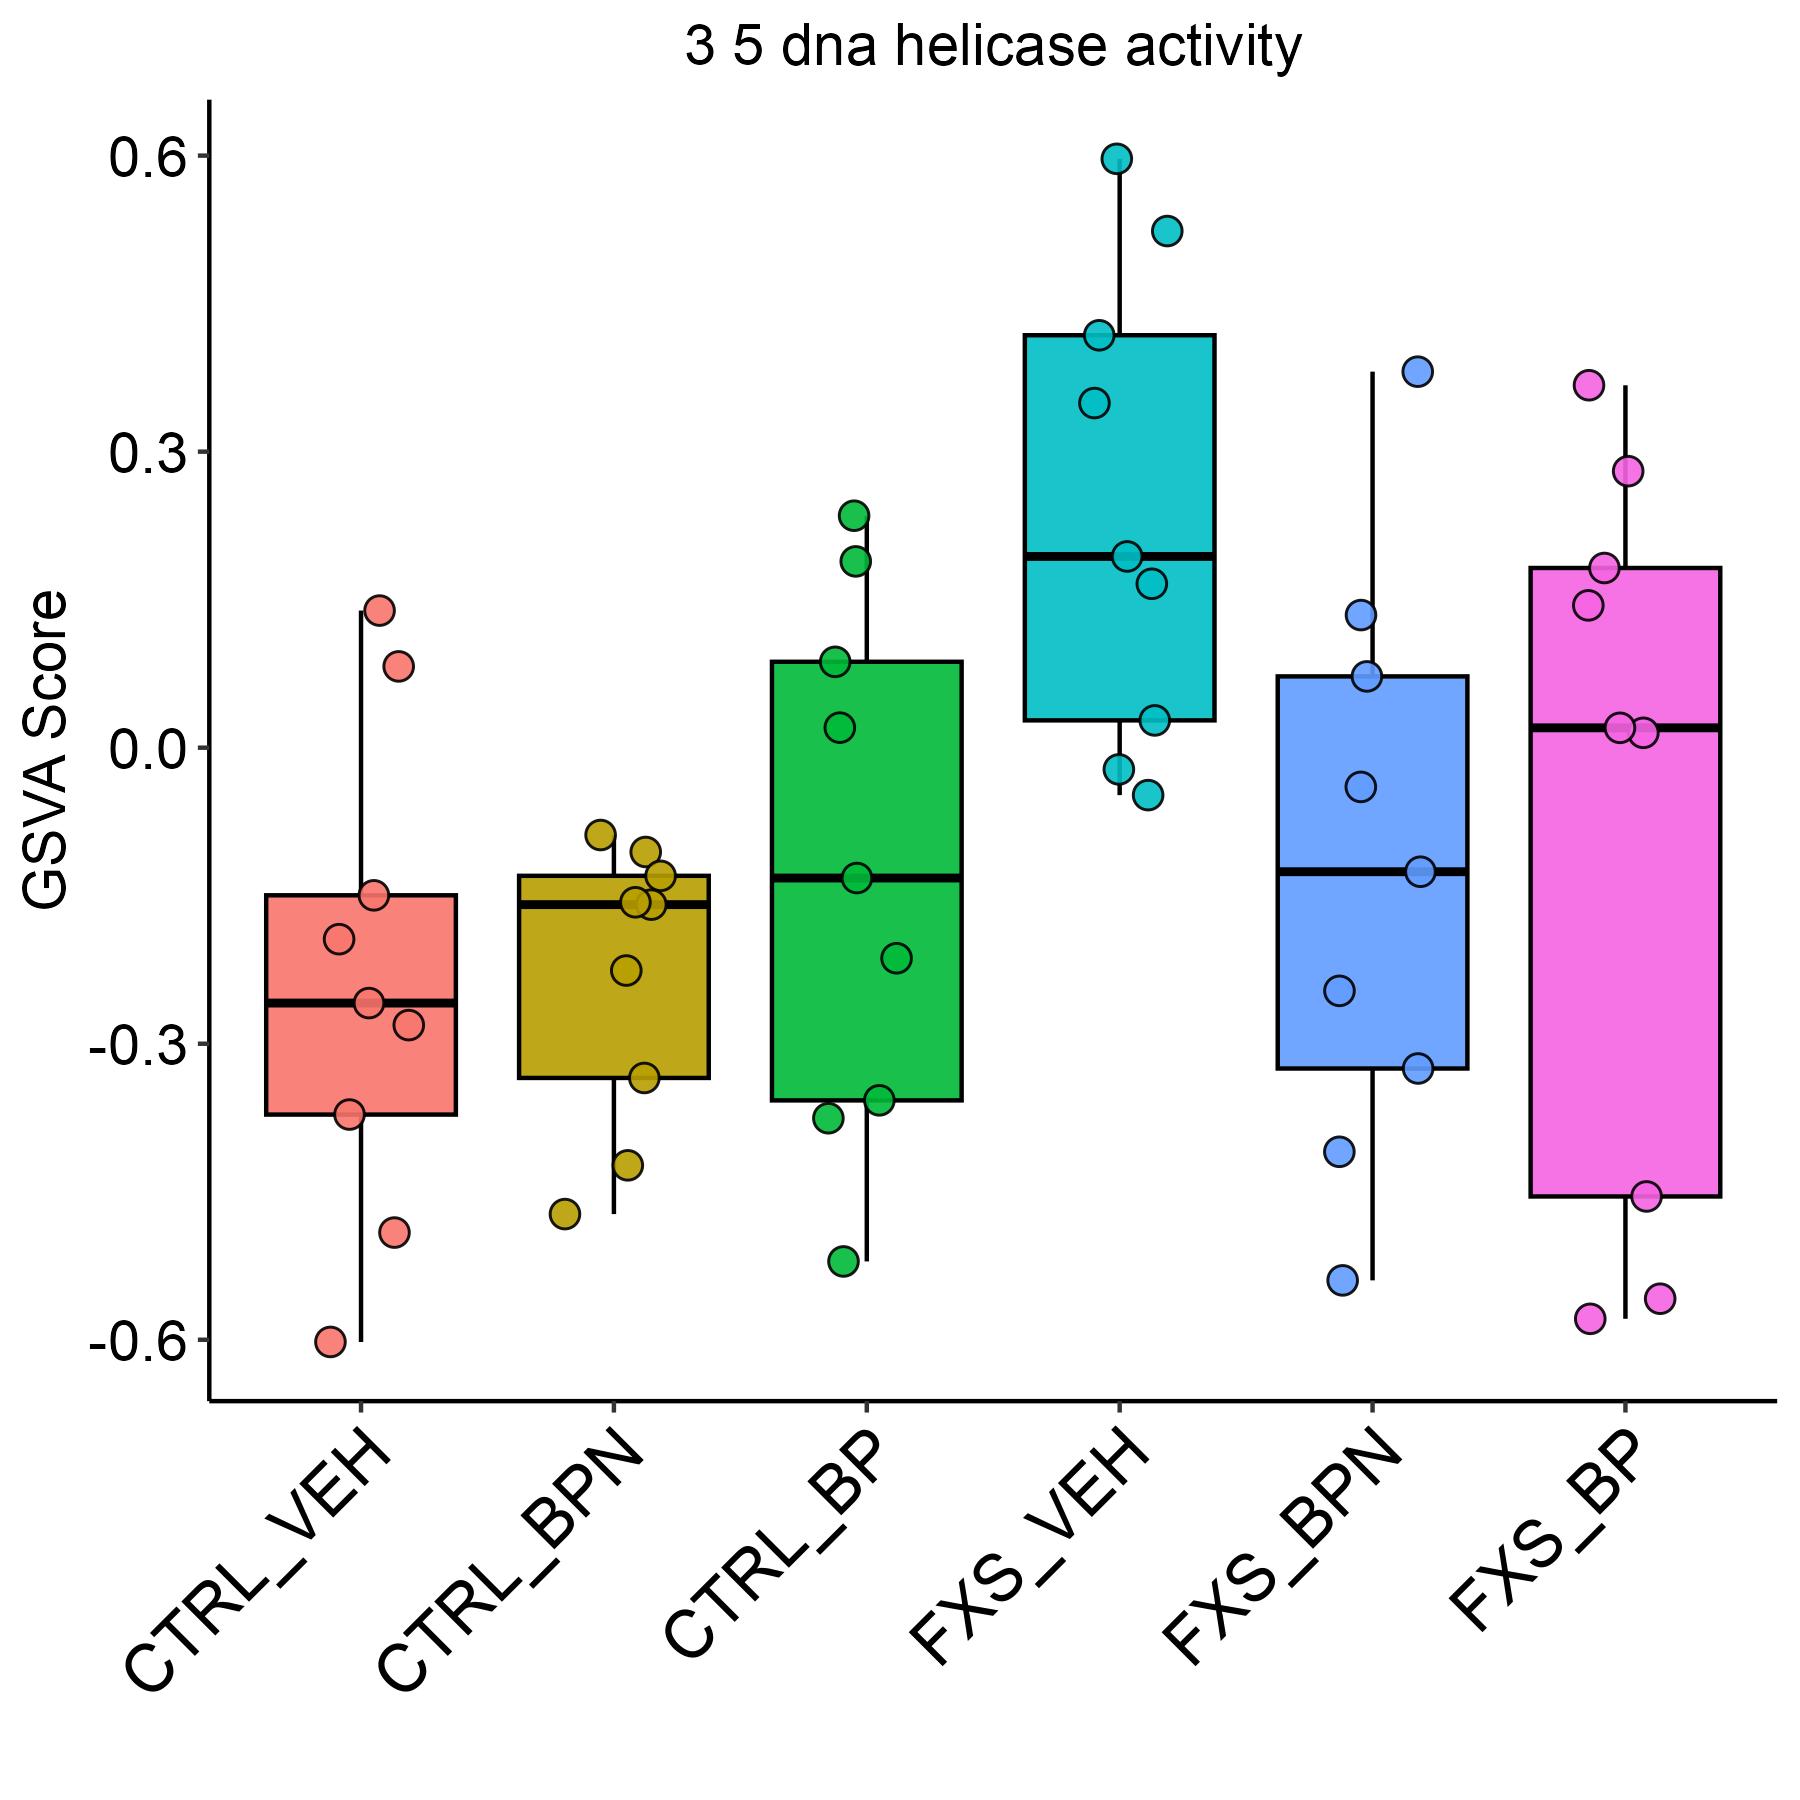 3 5 dna helicase activity
GSVA Score
0.6
0.3
0.0
-0.3
-0.6
CTRL_VEH
CTRL_BPN
CTRL_BP
FXS_VEH
FXS_BPN
FXS_BP